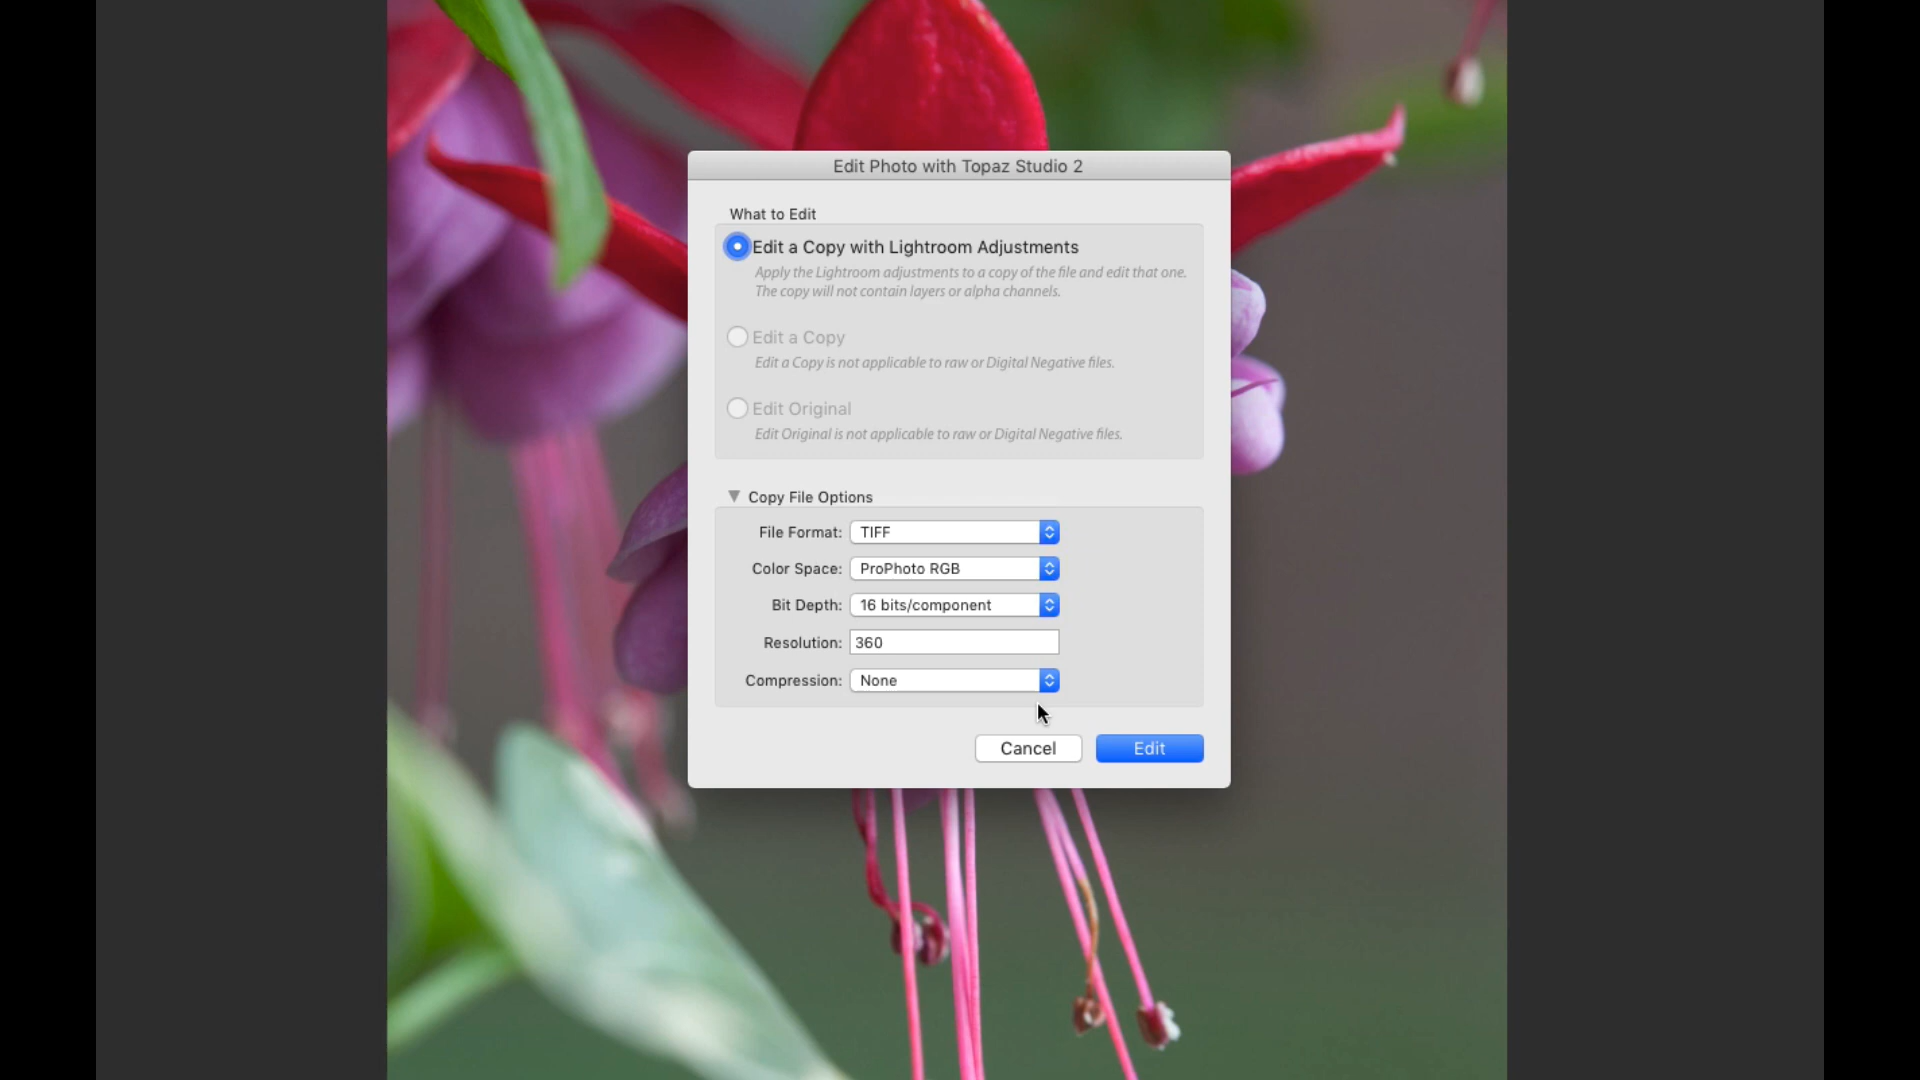 Edit Photo with Topaz Studio 2
What to Edit
Edit a Copy with Lightroom Adjustments
Apply the Lightroom adjustments to a copy of the file and edit that one.
The copy will not contain layers or alpha channels.
Edit a Copy
Edit a Copy is not applicable to raw or Digital Negative files.
Edit Original
Edit Original is not applicable to raw or Digital Negative files.
Copy File Options
File Format: TIFF
Color Space: ProPhoto RGB
Bit Depth: 16 bits/component
Resolution: 360
Compression: None
Cancel Edit